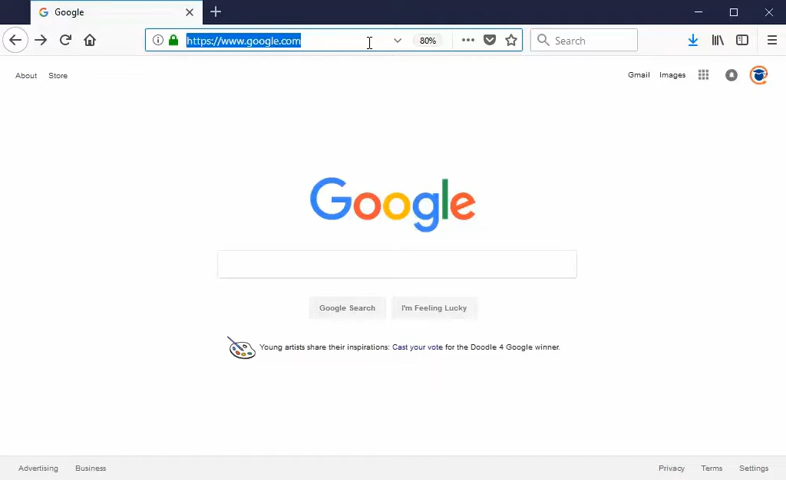 Google
https://www.google.com
80%
Search
About Store
Gmail Images
Google
Google Search I'm Feeling Lucky
Young artists share their inspirations: Cast your vote for the Doodle 4 Google winner.
Advertising Business
Privacy Terms Settings